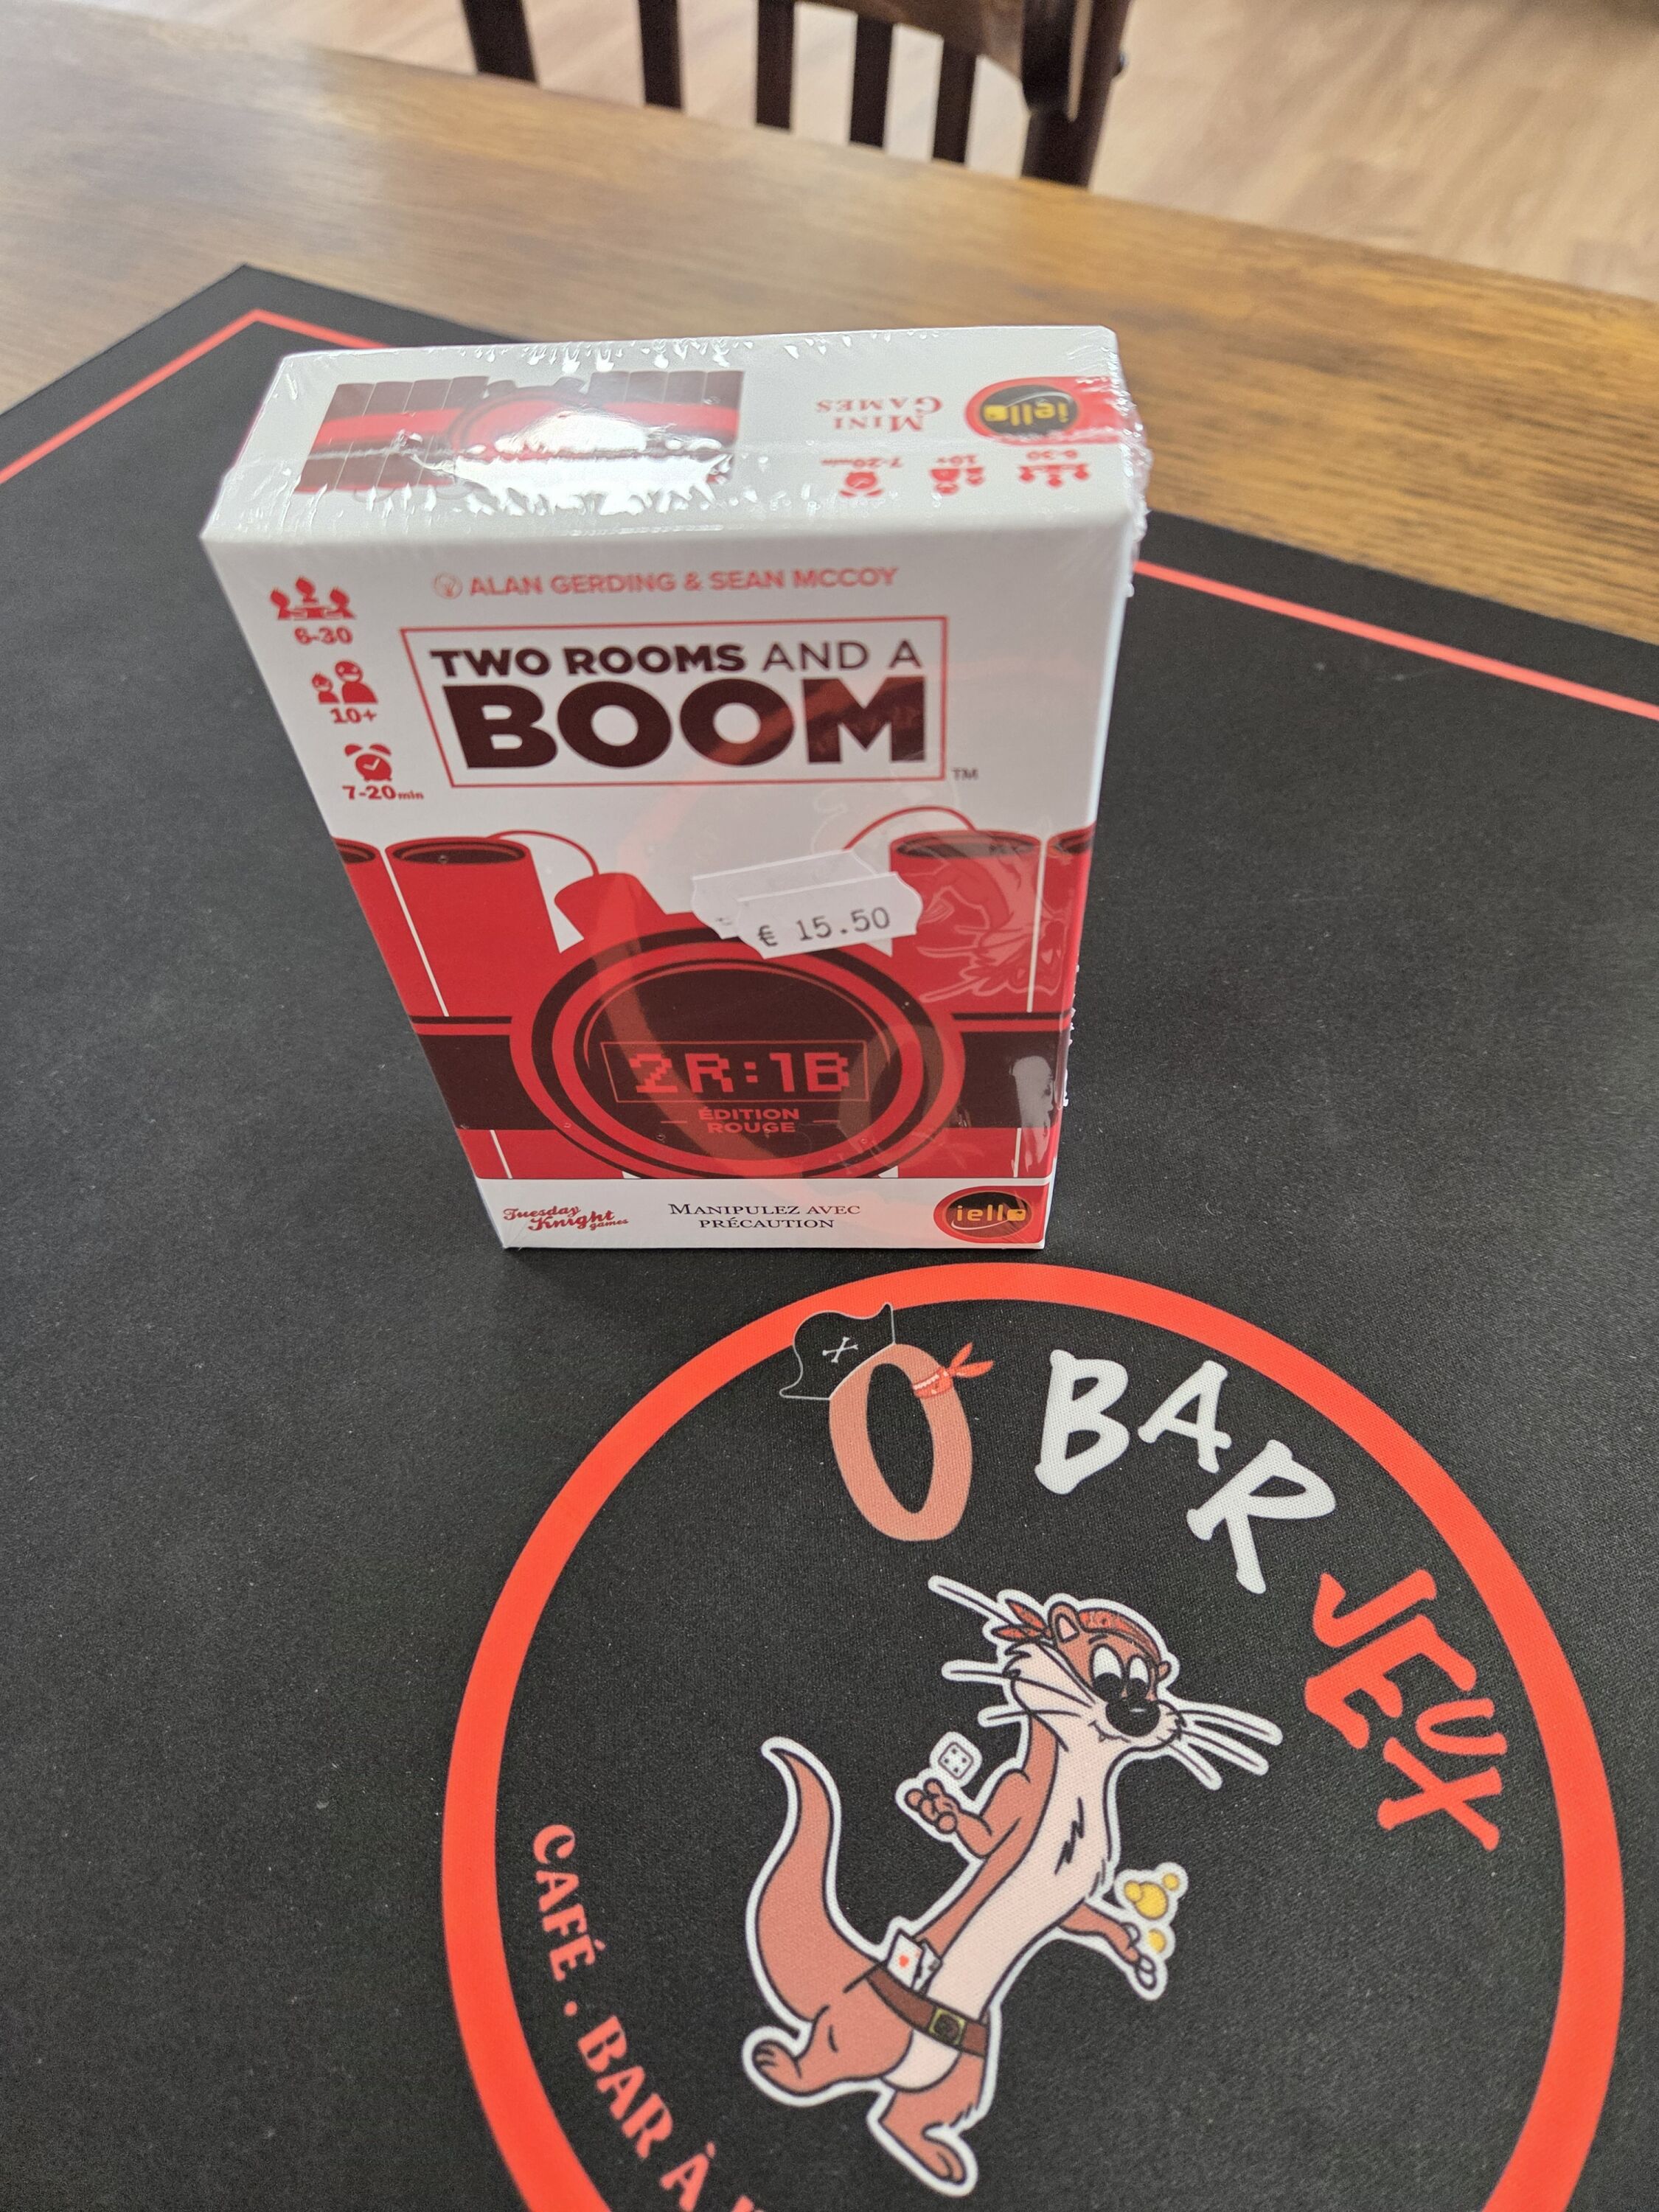 MINI
GAMES
iello
6-30
10+
7-20min
ALAN GERDING & SEAN MCCOY
6-30
10+
7-20min
TWO ROOMS AND A
BOOM
TM
€ 15.50
2R:1B
ÉDITION
ROUGE
Tuesday
Knight
games
MANIPULEZ AVEC
PRÉCAUTION
iello
Ô BAR JEUX
CAFÉ . BAR À